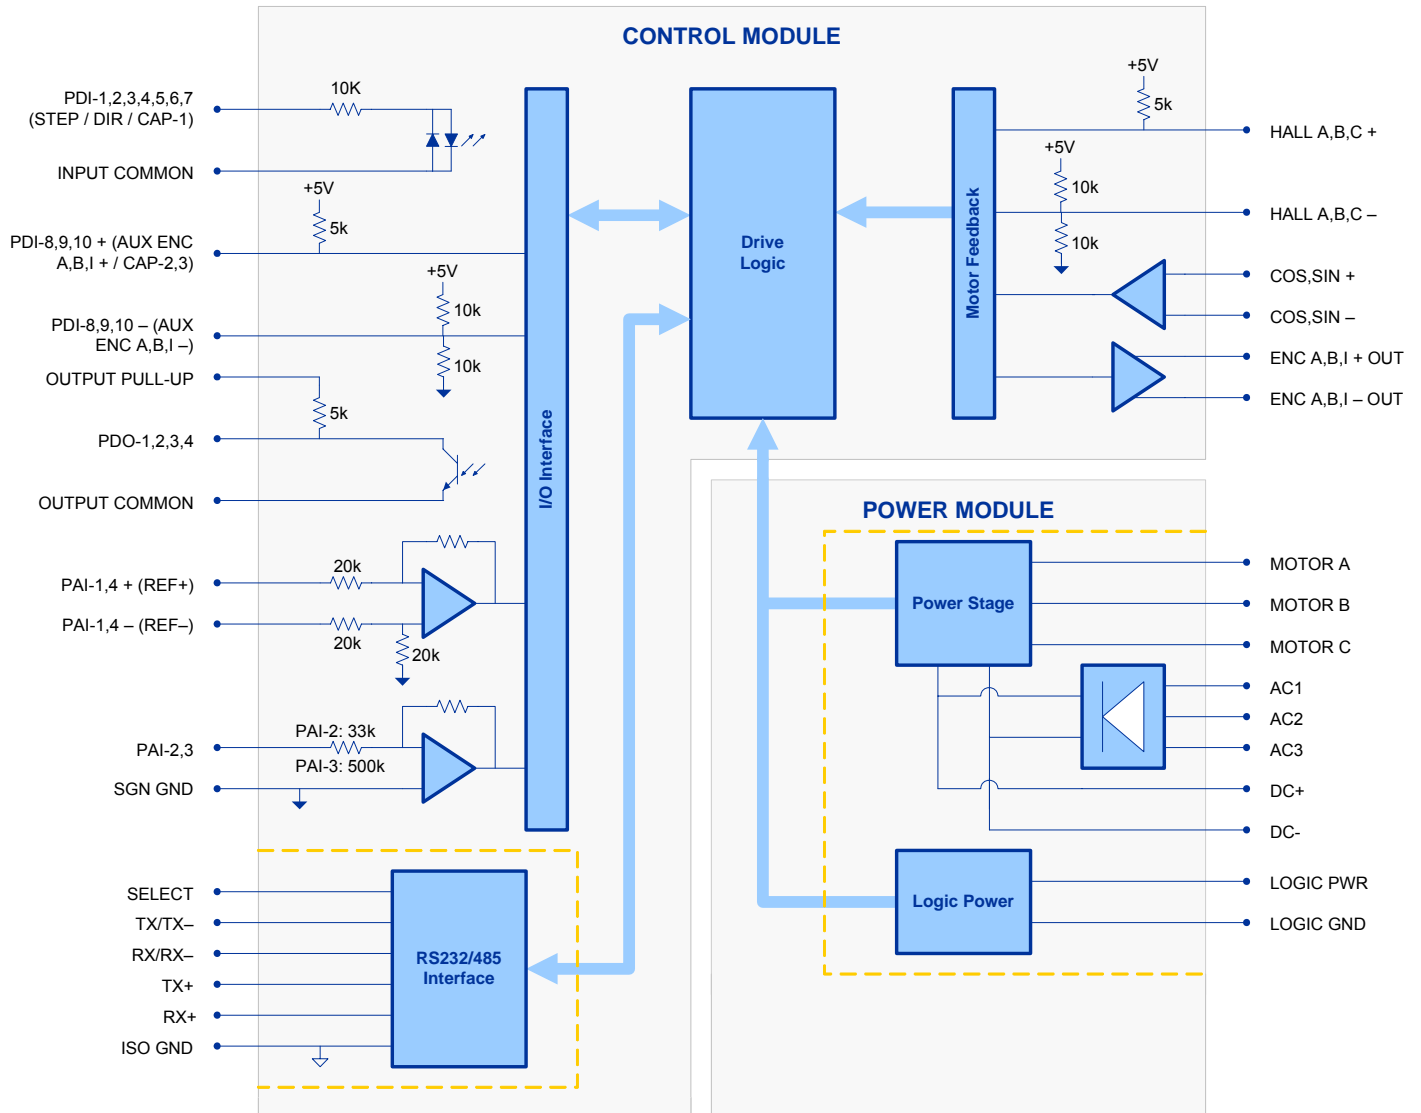 CONTROL MODULE
PDI-1,2,3,4,5,6,7
(STEP / DIR / CAP-1)
10K
INPUT COMMON
+5V
5k
PDI-8,9,10 + (AUX ENC
A,B,I + / CAP-2,3)
+5V
10k
PDI-8,9,10 – (AUX
ENC A,B,I –)
10k
OUTPUT PULL-UP
5k
PDO-1,2,3,4
OUTPUT COMMON
PAI-1,4 + (REF+)
20k
PAI-1,4 – (REF–)
20k
20k
PAI-2,3
PAI-2: 33k
PAI-3: 500k
SGN GND
I/O Interface
Drive
Logic
Motor Feedback
+5V
5k
HALL A,B,C +
+5V
10k
HALL A,B,C –
10k
COS,SIN +
COS,SIN –
ENC A,B,I + OUT
ENC A,B,I – OUT
SELECT
TX/TX–
RX/RX–
TX+
RX+
ISO GND
RS232/485
Interface
POWER MODULE
Power Stage
MOTOR A
MOTOR B
MOTOR C
AC1
AC2
AC3
DC+
DC-
Logic Power
LOGIC PWR
LOGIC GND